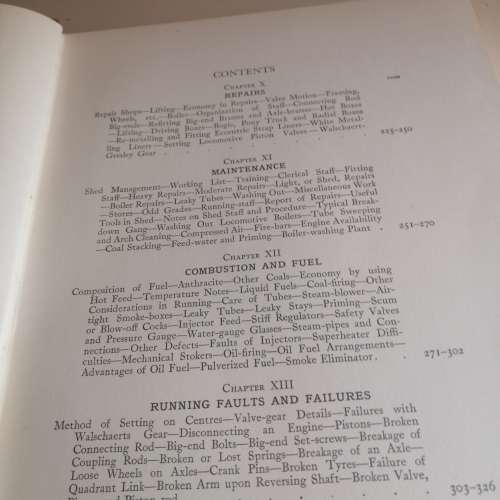 CONTENTS
CHAPTER X
PAGE
REPAIRS
Repair Shops—Lifting—Economy in Repairs—Valve Motion—Framing,
Wheels, etc.—Boiler—Organisation of Staff—Connecting Rod
Big-ends—Refitting Big-end Brasses and Axle-brasses—Hot Boxes
—Lifting—Driving Boxes—Bogie, Pony Truck and Radial Boxes
—Re-metalling and Fitting Eccentric Strap Liners—White Metal-
ling Liners—Setting Locomotive Piston Valves—Walschaert-
Gresley Gear . . . . 225-250
CHAPTER XI
MAINTENANCE
Shed Management—Working List—Training—Clerical Staff—Fitting
Staff—Heavy Repairs—Moderate Repairs—Light, or Shed, Repairs
—Boiler Repairs—Leaky Tubes—Washing Out—Miscellaneous Work
—Stores—Odd Grades—Running-staff—Report of Repairs—Useful
Tools in Shed—Notes on Shed Staff and Procedure—Typical Break-
down Gang—Washing Out Locomotive Boilers—Tube Sweeping
and Arch Cleaning—Compressed Air—Fire-bars—Engine Availability
—Coal Stacking—Feed-water and Priming—Boiler-washing Plant . 251-270
CHAPTER XII
COMBUSTION AND FUEL
Composition of Fuel—Anthracite—Other Coals—Economy by using
Hot Feed—Temperature Notes—Liquid Fuels—Coal-firing—Other
Considerations in Running—Care of Tubes—Steam-blower—Air-
tight Smoke-boxes—Leaky Tubes—Leaky Stays—Priming—Scum
or Blow-off Cocks—Injector Feed—Stiff Regulators—Safety Valves
and Pressure Gauge—Water-gauge Glasses—Steam-pipes and Con-
nections—Other Defects—Faults of Injectors—Superheater Diffi-
culties—Mechanical Stokers—Oil-firing—Oil Fuel Arrangements—
Advantages of Oil Fuel—Pulverized Fuel—Smoke Eliminator . . 271-302
CHAPTER XIII
RUNNING FAULTS AND FAILURES
Method of Setting on Centres—Valve-gear Details—Failures with
Walschaerts Gear—Disconnecting an Engine—Pistons—Broken
Connecting Rod—Big-end Bolts—Big-end Set-screws—Breakage of
Coupling Rods—Broken or Lost Springs—Breakage of an Axle—
Loose Wheels on Axles—Crank Pins—Broken Tyres—Failure of
Quadrant Link—Broken Arm upon Reversing Shaft—Broken Valve,
303-326